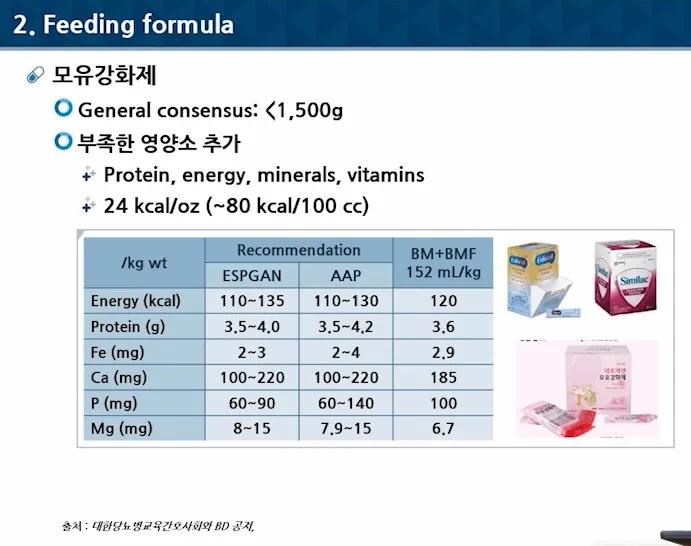 2. Feeding formula
모유강화제
General consensus: <1,500g
부족한 영양소 추가
Protein, energy, minerals, vitamins
24 kcal/oz (~80 kcal/100 cc)
/kg wt Recommendation BM+BMF 152 mL/kg
ESPGAN AAP
Energy (kcal) 110~135 110~130 120
Protein (g) 3.5~4.0 3.5~4.2 3.6
Fe (mg) 2~3 2~4 2.9
Ca (mg) 100~220 100~220 185
P (mg) 60~90 60~140 100
Mg (mg) 8~15 7.9~15 6.7
Enfamil
Similac
모유강화제
출처 : 대한당뇨병교육간호사회와 BD 공저,